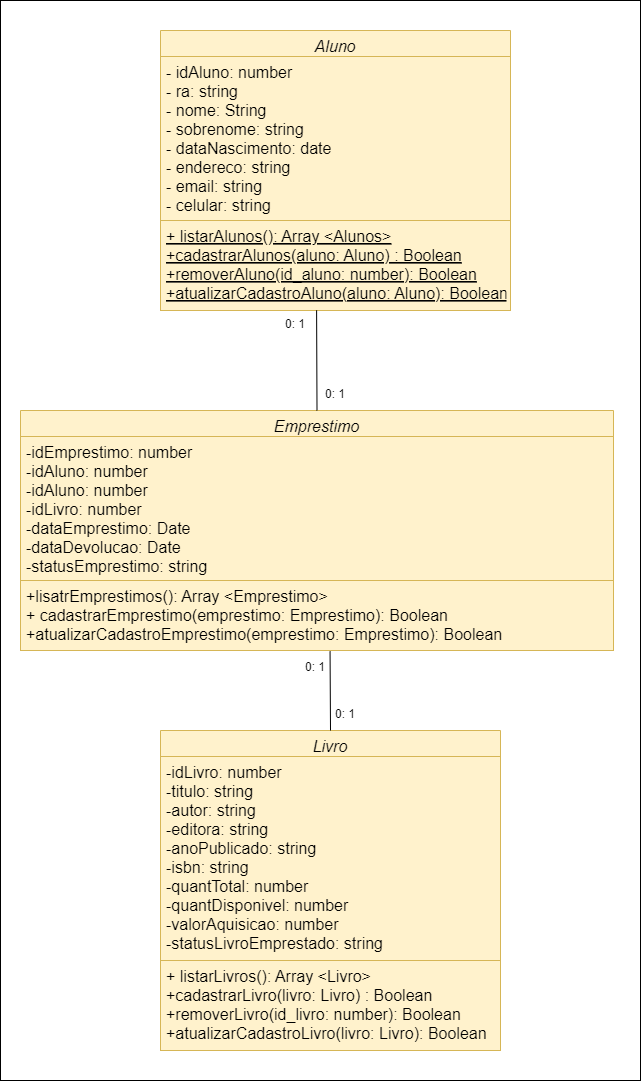 Aluno
- idAluno: number
- ra: string
- nome: String
- sobrenome: string
- dataNascimento: date
- endereco: string
- email: string
- celular: string
+ listarAlunos(): Array <Alunos>
+cadastrarAlunos(aluno: Aluno) : Boolean
+removerAluno(id_aluno: number): Boolean
+atualizarCadastroAluno(aluno: Aluno): Boolean
0: 1
0: 1
Emprestimo
-idEmprestimo: number
-idAluno: number
-idAluno: number
-idLivro: number
-dataEmprestimo: Date
-dataDevolucao: Date
-statusEmprestimo: string
+lisatrEmprestimos(): Array <Emprestimo>
+ cadastrarEmprestimo(emprestimo: Emprestimo): Boolean
+atualizarCadastroEmprestimo(emprestimo: Emprestimo): Boolean
0: 1
0: 1
Livro
-idLivro: number
-titulo: string
-autor: string
-editora: string
-anoPublicado: string
-isbn: string
-quantTotal: number
-quantDisponivel: number
-valorAquisicao: number
-statusLivroEmprestado: string
+ listarLivros(): Array <Livro>
+cadastrarLivro(livro: Livro) : Boolean
+removerLivro(id_livro: number): Boolean
+atualizarCadastroLivro(livro: Livro): Boolean